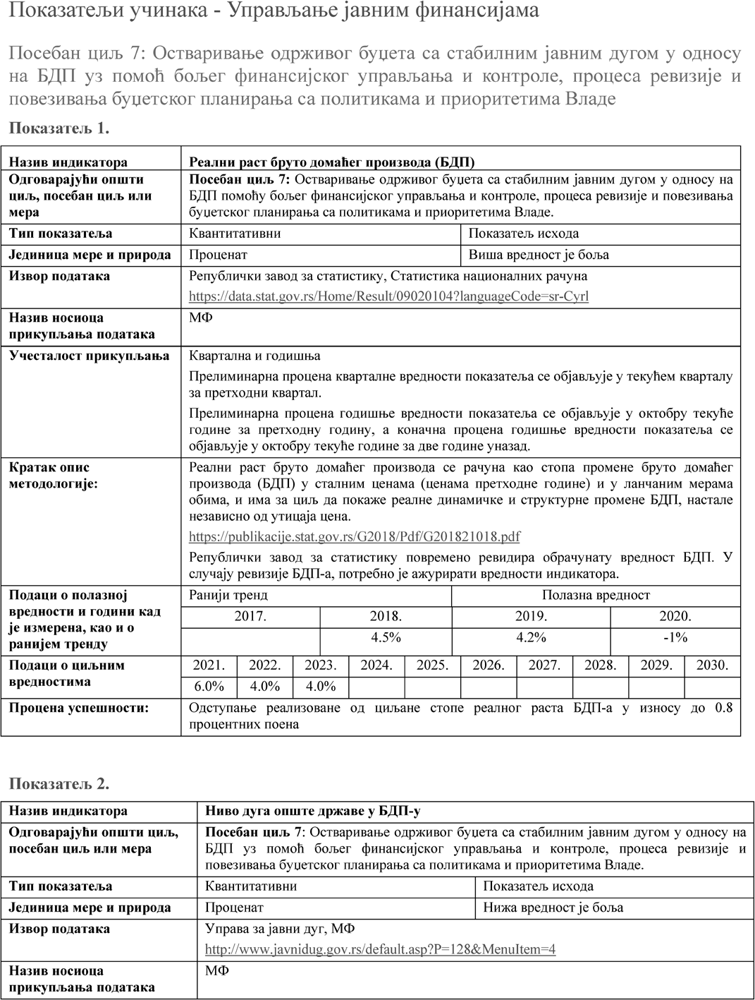 Показатељи учинака - Управљање јавним финансијама
Посебан циљ 7: Остваривање одрживог буџета са стабилним јавним дугом у односу
на БДП уз помоћ бољег финансијског управљања и контроле, процеса ревизије и
повезивања буџетског планирања са политикама и приоритетима Владе
Показатељ 1.
Назив индикатора
Реални раст бруто домаћег производа (БДП)
Одговарајући општи
циљ, посебан циљ или
мера
Посебан циљ 7: Остваривање одрживог буџета са стабилним јавним дугом у односу на
БДП помоћу бољег финансијског управљања и контроле, процеса ревизије и повезивања
буџетског планирања са политикама и приоритетима Владе.
Тип показатеља
Квантитативни
Показатељ исхода
Јединица мере и природа
Проценат
Виша вредност је боља
Извор података
Републички завод за статистику, Статистика националних рачуна
https://data.stat.gov.rs/Home/Result/09020104?languageCode=sr-Cyrl
Назив носиоца
прикупљања података
МФ
Учесталост прикупљања
Квартална и годишња
Прелиминарна процена кварталне вредности показатеља се објављује у текућем кварталу
за претходни квартал.
Прелиминарна процена годишње вредности показатеља се објављује у октобру текуће
године за претходну годину, а коначна процена годишње вредности показатеља се
објављује у октобру текуће године за две године уназад.
Кратак опис
методологије:
Реални раст бруто домаћег производа се рачуна као стопа промене бруто домаћег
производа (БДП) у сталним ценама (ценама претходне године) и у ланчаним мерама
обима, и има за циљ да покаже реалне динамичке и структурне промене БДП, настале
независно од утицаја цена.
https://publikacije.stat.gov.rs/G2018/Pdf/G201821018.pdf
Републички завод за статистику повремено ревидира обрачунату вредност БДП. У
случају ревизије БДП-а, потребно је ажурирати вредности индикатора.
Подаци о полазној
вредности и години кад
је измерена, као и о
ранијем тренду
Ранији тренд
Полазна вредност
2017.
2018.
2019.
2020.
4.5%
4.2%
-1%
Подаци о циљним
вредностима
2021.
2022.
2023.
2024.
2025.
2026.
2027.
2028.
2029.
2030.
6.0%
4.0%
4.0%
Процена успешности:
Одступање реализоване од циљане стопе реалног раста БДП-а у износу до 0.8
процентних поена
Показатељ 2.
Назив индикатора
Ниво дуга опште државе у БДП-у
Одговарајући општи циљ,
посебан циљ или мера
Посебан циљ 7: Остваривање одрживог буџета са стабилним јавним дугом у односу на
БДП уз помоћ бољег финансијског управљања и контроле, процеса ревизије и
повезивања буџетског планирања са политикама и приоритетима Владе.
Тип показатеља
Квантитативни
Показатељ исхода
Јединица мере и природа
Проценат
Нижа вредност је боља
Извор података
Управа за јавни дуг, МФ
http://www.javnidug.gov.rs/default.asp?P=128&MenuItem=4
Назив носиоца
прикупљања података
МФ